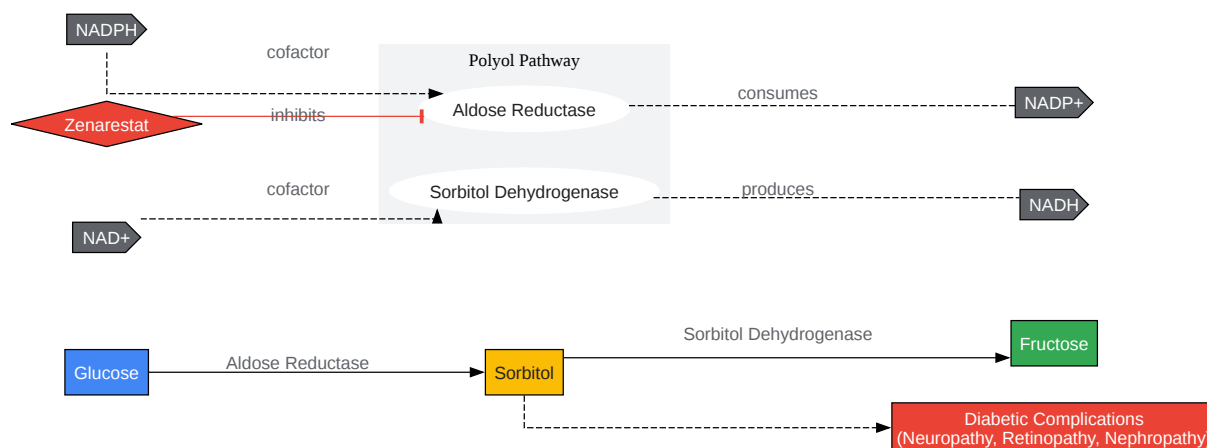 NADPH
cofactor
Polyol Pathway
Aldose Reductase
consumes
NADP+
Zenarestat
inhibits
cofactor
Sorbitol Dehydrogenase
produces
NADH
NAD+
Sorbitol Dehydrogenase
Fructose
Glucose
Aldose Reductase
Sorbitol
Diabetic Complications
(Neuropathy, Retinopathy, Nephropathy)